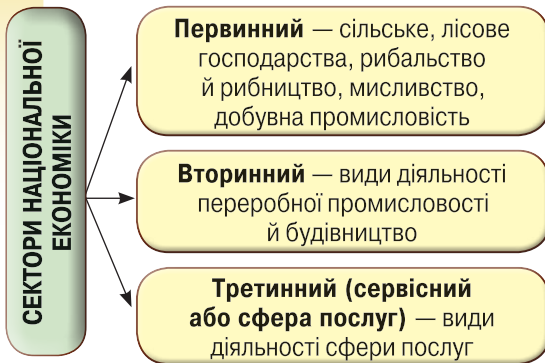 СЕКТОРИ НАЦІОНАЛЬНОЇ
ЕКОНОМІКИ
Первинний — сільське, лісове
господарства, рибальство
й рибництво, мисливство,
добувна промисловість
Вторинний — види діяльності
переробної промисловості
й будівництво
Третинний (сервісний
або сфера послуг) — види
діяльності сфери послуг